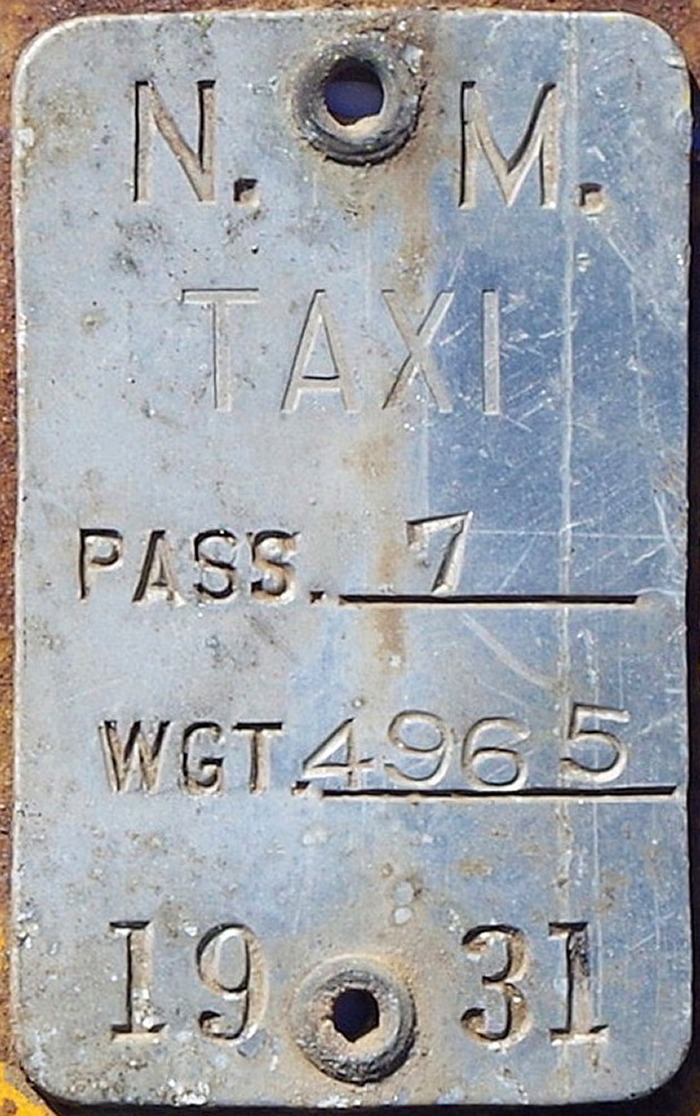 N. M.
TAXI
PASS. 7
WGT. 4965
1931